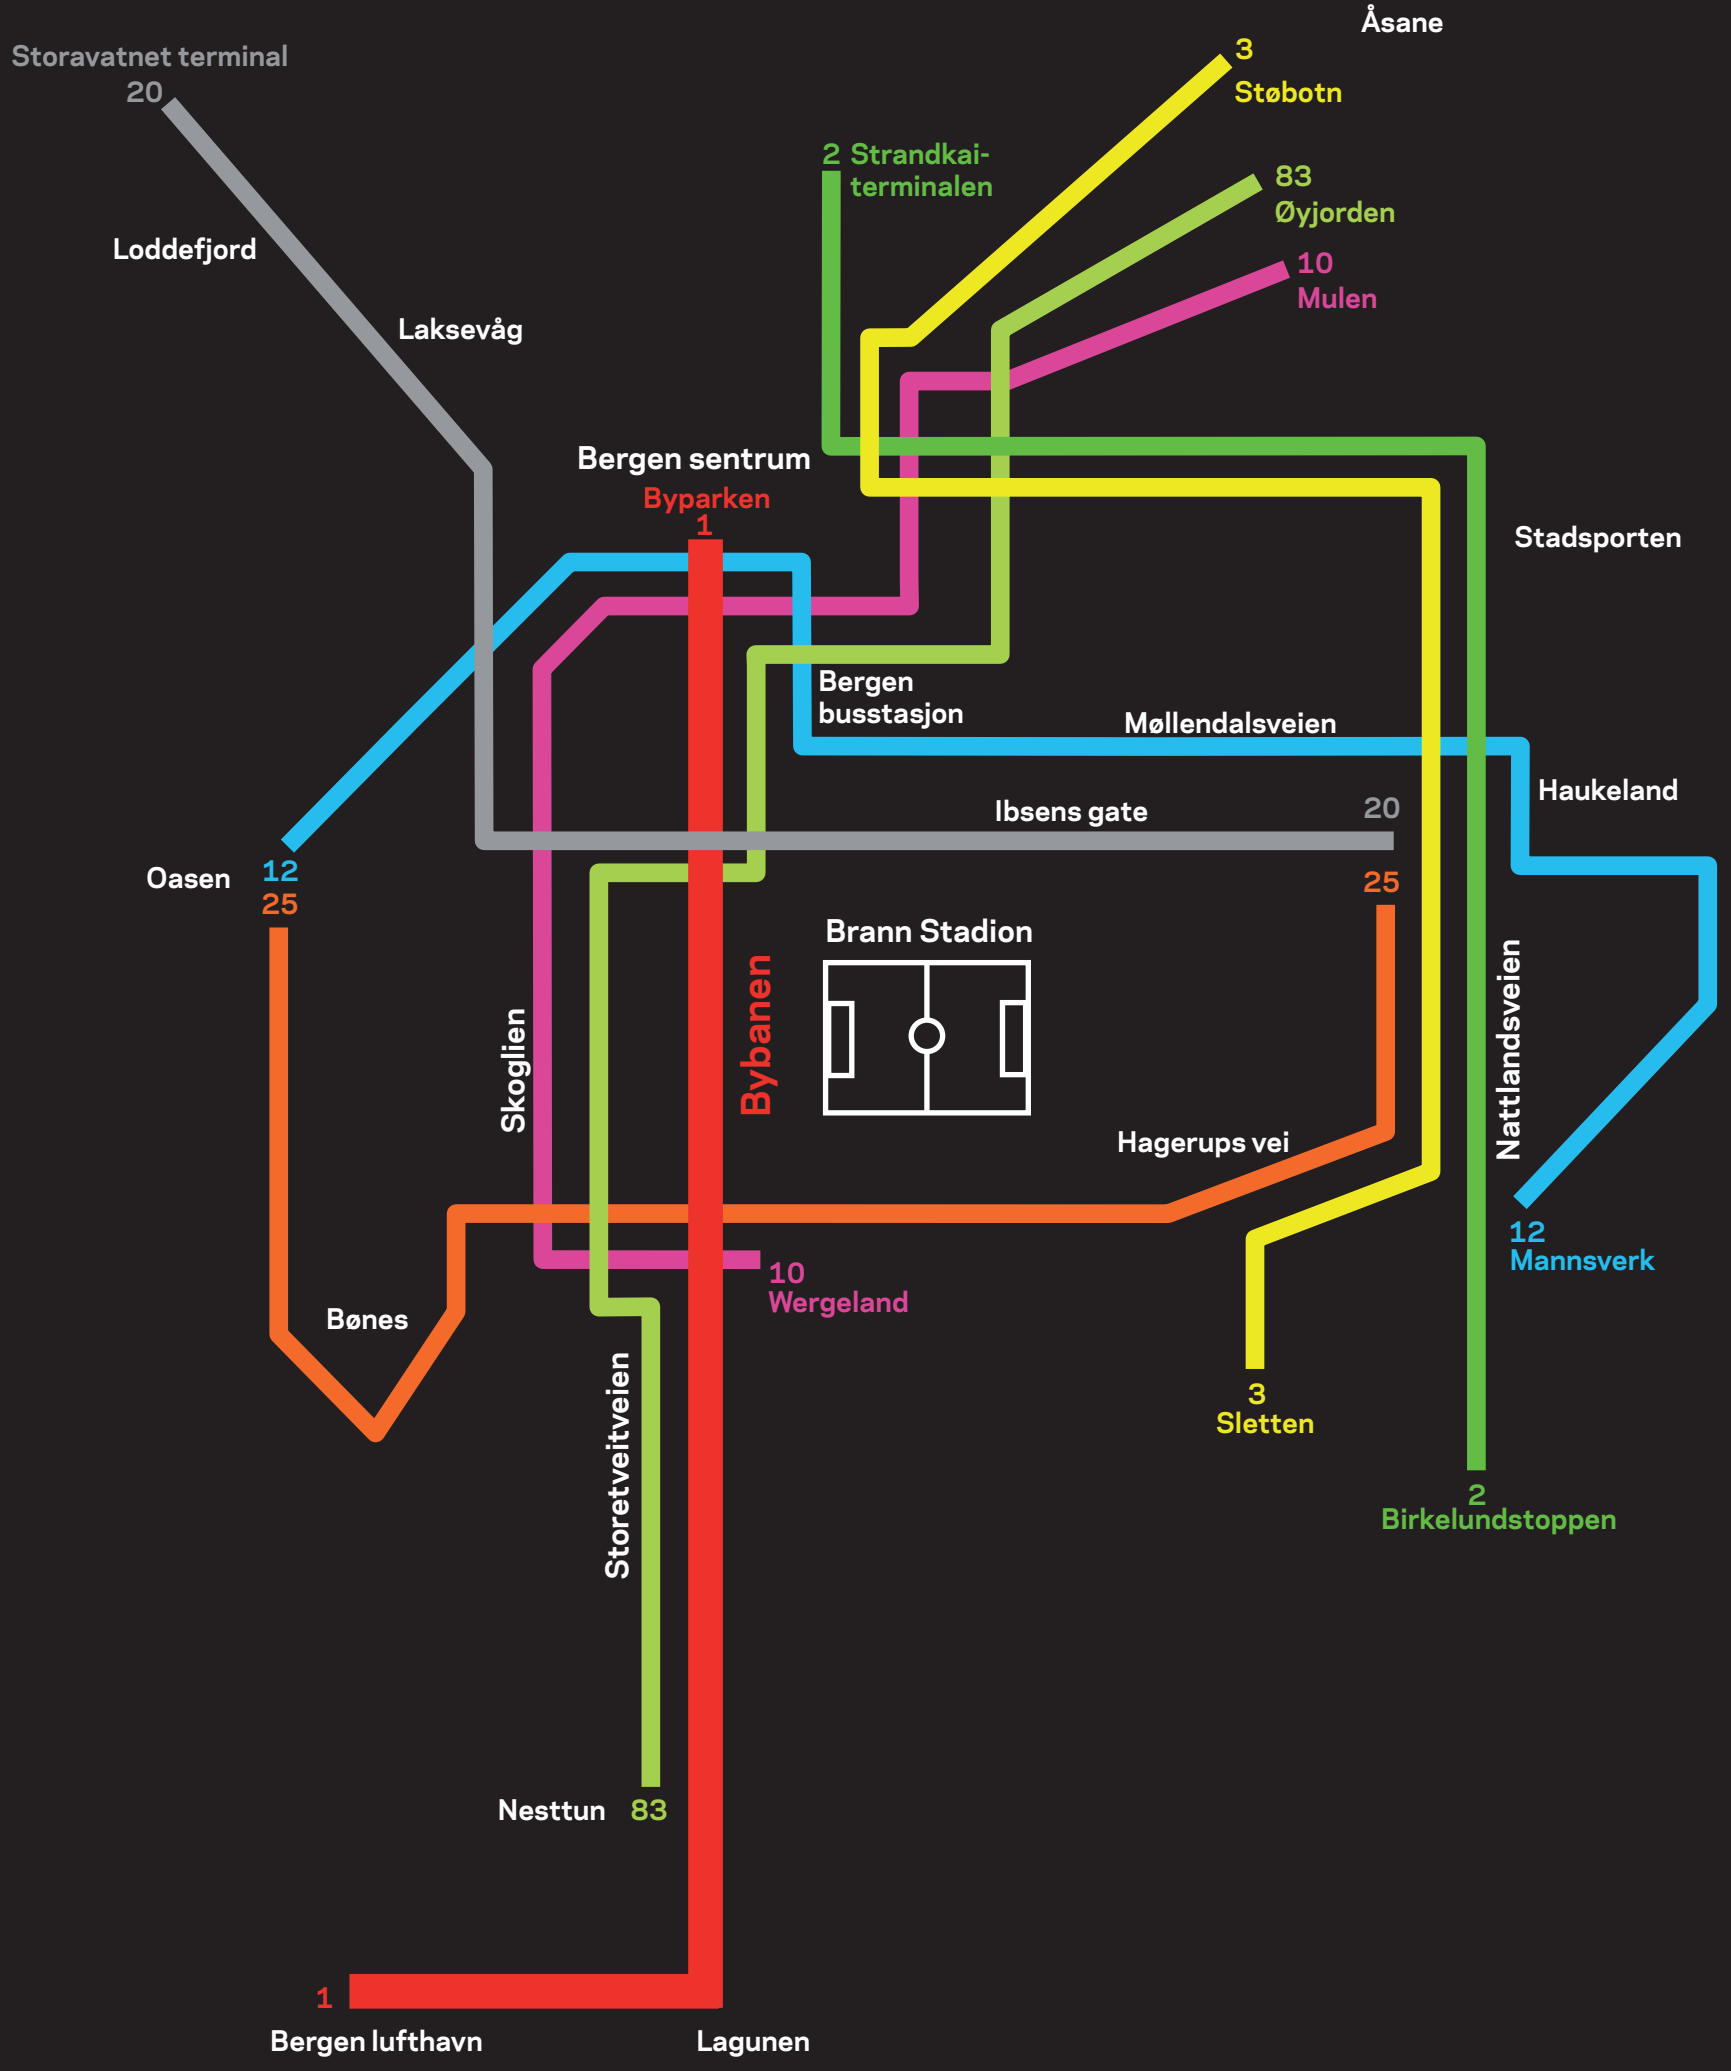 Åsane
3
Støbotn
Storavatnet terminal
20
2 Strandkai-
terminalen
83
Øyjorden
Loddefjord
10
Mulen
Laksevåg
Bergen sentrum
Byparken
1
Stadsporten
Bergen
busstasjon
Møllendalsveien
Haukeland
Ibsens gate
20
Oasen
12
25
25
Brann Stadion
Bybanen
Skoglien
Nattlandsveien
Hagerups vei
12
Mannsverk
10
Wergeland
Bønes
Storetveitveien
3
Sletten
2
Birkelundstoppen
Nesttun 83
1
Bergen lufthavn
Lagunen